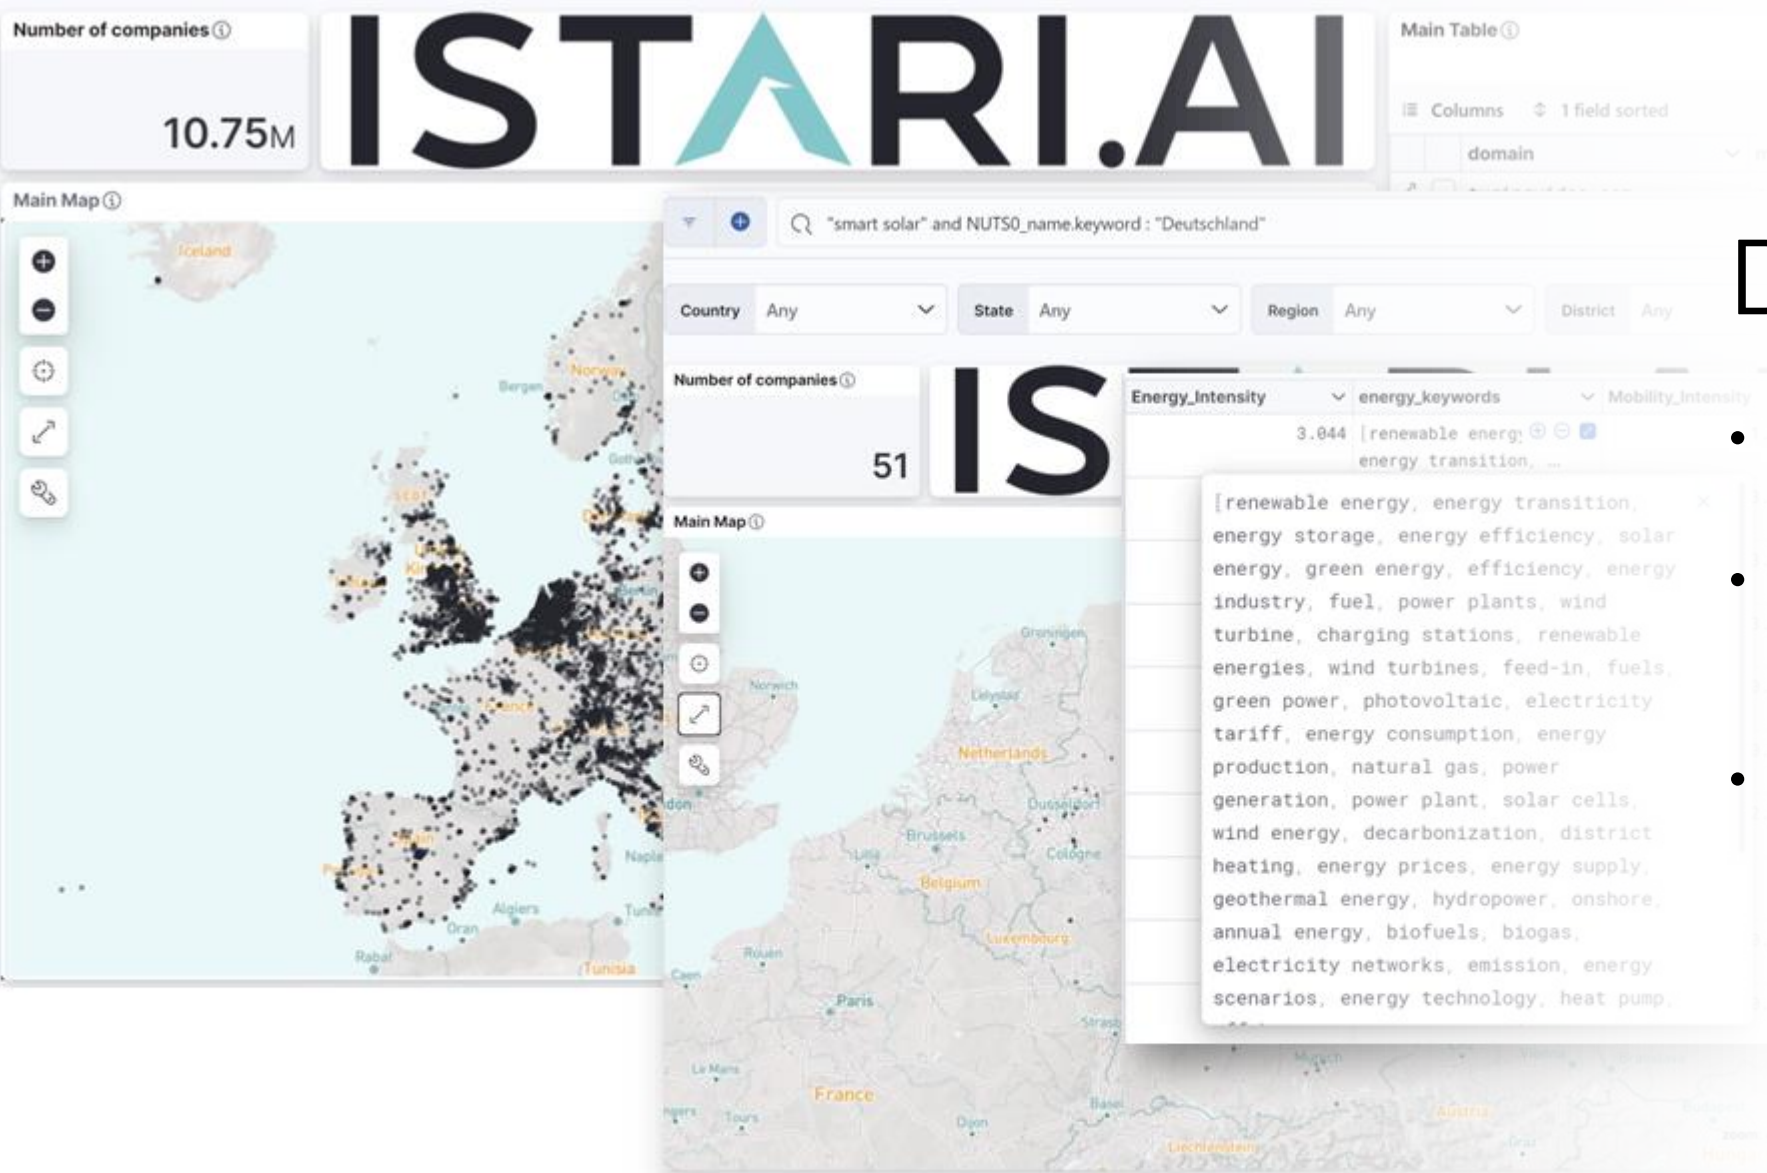 Number of companies
10.75M
ISTARI.AI
Main Table
Columns
1 field sorted
domain
Main Map
Iceland
Norway
Bergen
Berlin
France
Spain
Algiers
Oran
Rabat
Tunisia
"smart solar" and NUTS0_name.keyword : "Deutschland"
Country Any
State Any
Region Any
District Any
Number of companies
51
IS
Main Map
Groningen
Norwich
Lelystad
Netherlands
Dusseldorf
Brussels
Cologne
Lille
Belgium
Luxembourg
Rouen
Caen
Paris
Le Mans
France
Tours
Dijon
Basel
Munich
Austria
Graz
Liechtenstein
Energy_Intensity
energy_keywords
Mobility_Intensity
3.044
[renewable energy
energy transition, …
[renewable energy, energy transition,
energy storage, energy efficiency, solar
energy, green energy, efficiency, energy
industry, fuel, power plants, wind
turbine, charging stations, renewable
energies, wind turbines, feed-in, fuels,
green power, photovoltaic, electricity
tariff, energy consumption, energy
production, natural gas, power
generation, power plant, solar cells,
wind energy, decarbonization, district
heating, energy prices, energy supply,
geothermal energy, hydropower, onshore,
annual energy, biofuels, biogas,
electricity networks, emission, energy
scenarios, energy technology, heat pump,